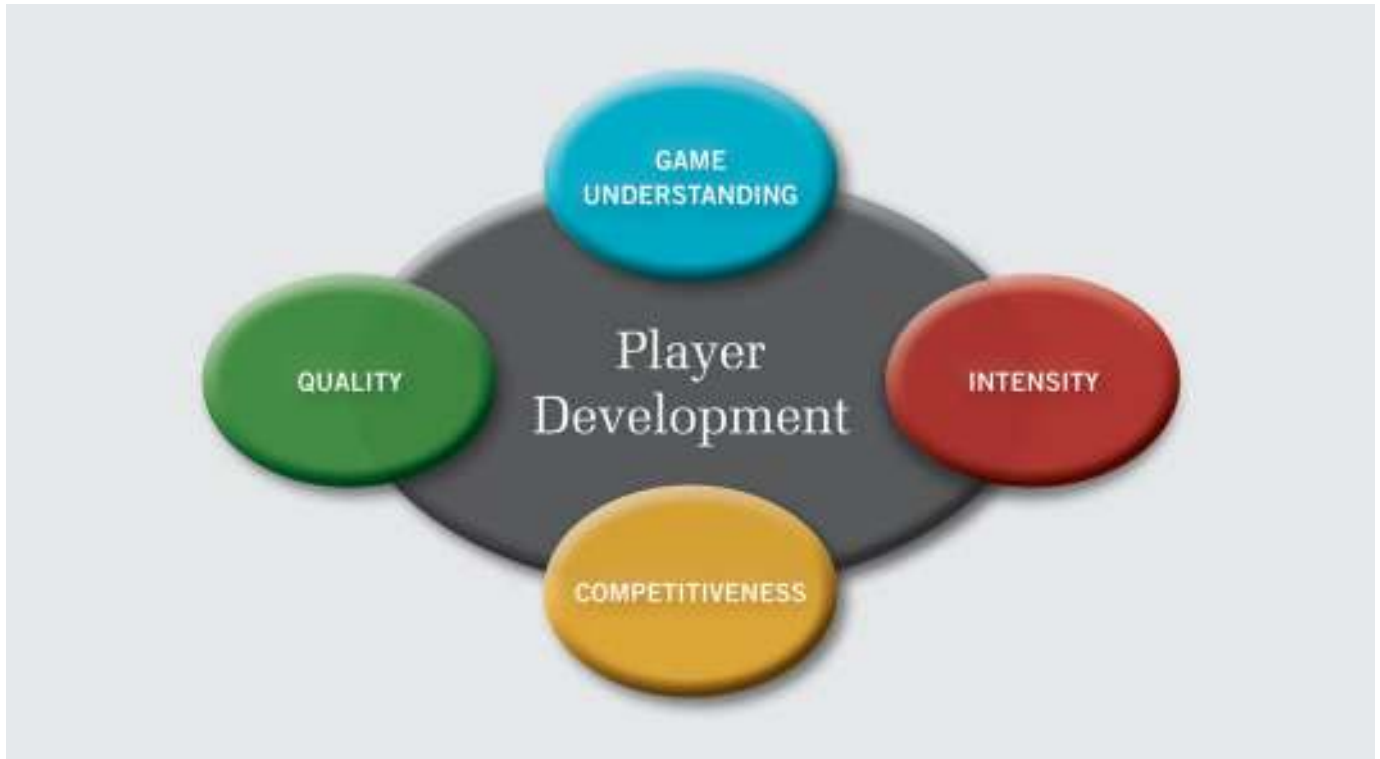 GAME
UNDERSTANDING
QUALITY
Player
Development
INTENSITY
COMPETITIVENESS